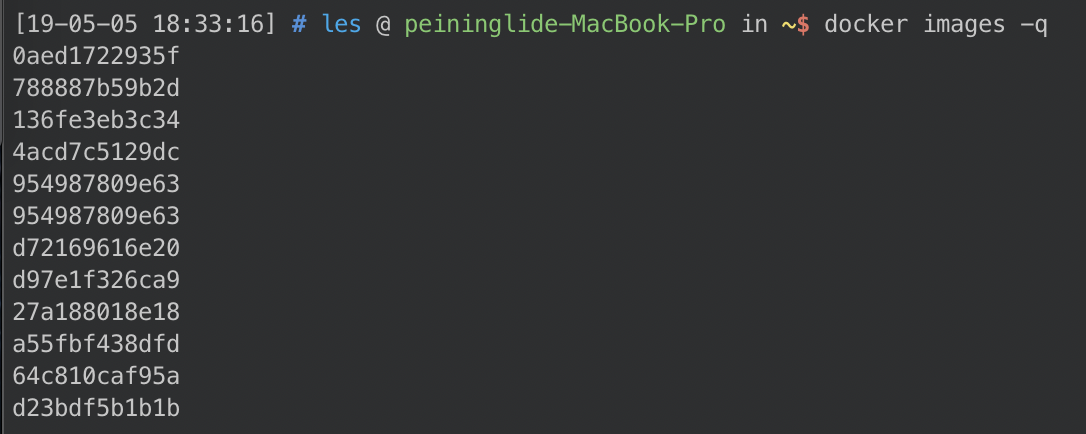 [19-05-05 18:33:16] # les @ peininglide-MacBook-Pro in ~$ docker images -q
0aed1722935f
788887b59b2d
136fe3eb3c34
4acd7c5129dc
954987809e63
954987809e63
d72169616e20
d97e1f326ca9
27a188018e18
a55fbf438dfd
64c810caf95a
d23bdf5b1b1b